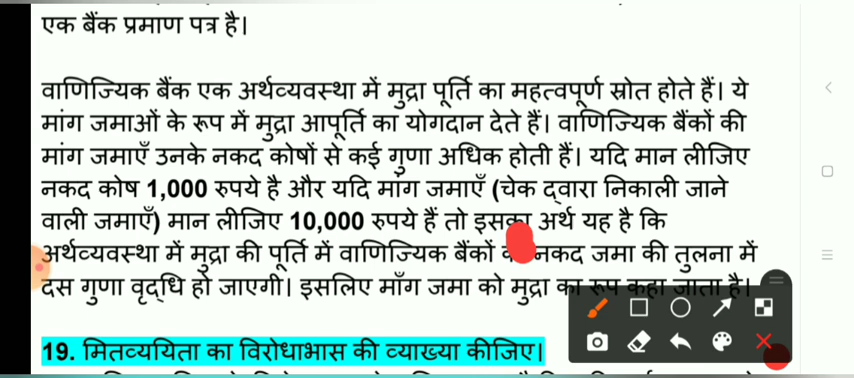 एक बैंक प्रमाण पत्र है।
वाणिज्यिक बैंक एक अर्थव्यवस्था में मुद्रा पूर्ति का महत्वपूर्ण स्रोत होते हैं। ये
मांग जमाओं के रूप में मुद्रा आपूर्ति का योगदान देते हैं। वाणिज्यिक बैंकों की
मांग जमाएँ उनके नकद कोषों से कई गुणा अधिक होती हैं। यदि मान लीजिए
नकद कोष 1,000 रुपये है और यदि माँग जमाएँ (चेक द्वारा निकाली जाने
वाली जमाएँ) मान लीजिए 10,000 रुपये हैं तो इसका अर्थ यह है कि
अर्थव्यवस्था में मुद्रा की पूर्ति में वाणिज्यिक बैंकों नकद जमा की तुलना में
दस गुणा वृद्धि हो जाएगी। इसलिए माँग जमा को मुद्रा का रूप कहा जाता है।
19. मितव्ययिता का विरोधाभास की व्याख्या कीजिए।